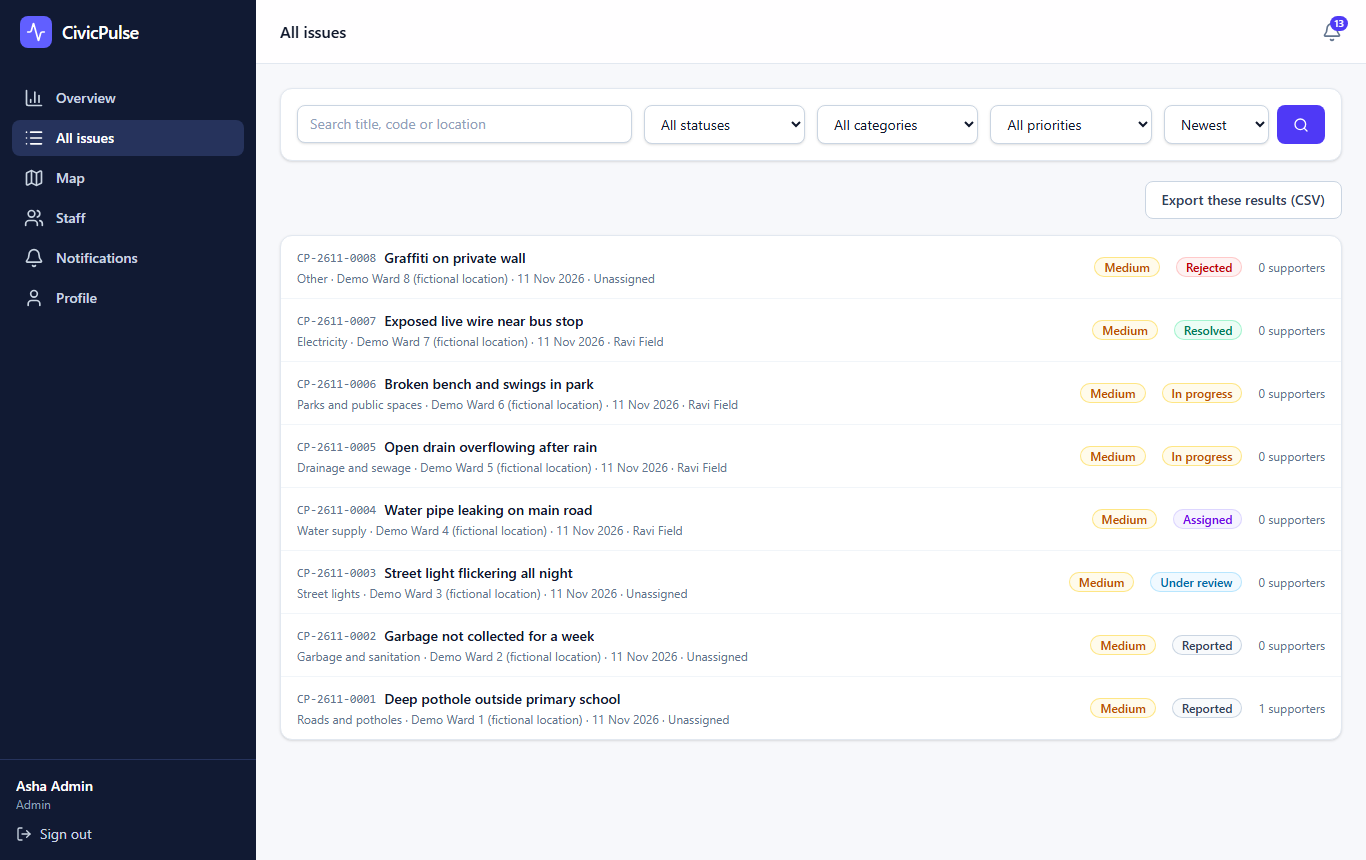 CivicPulse
All issues
13
Overview
All issues
Map
Staff
Notifications
Profile
Search title, code or location
All statuses
All categories
All priorities
Newest
Export these results (CSV)
CP-2611-0008 Graffiti on private wall
Other · Demo Ward 8 (fictional location) · 11 Nov 2026 · Unassigned
Medium Rejected 0 supporters
CP-2611-0007 Exposed live wire near bus stop
Electricity · Demo Ward 7 (fictional location) · 11 Nov 2026 · Ravi Field
Medium Resolved 0 supporters
CP-2611-0006 Broken bench and swings in park
Parks and public spaces · Demo Ward 6 (fictional location) · 11 Nov 2026 · Ravi Field
Medium In progress 0 supporters
CP-2611-0005 Open drain overflowing after rain
Drainage and sewage · Demo Ward 5 (fictional location) · 11 Nov 2026 · Ravi Field
Medium In progress 0 supporters
CP-2611-0004 Water pipe leaking on main road
Water supply · Demo Ward 4 (fictional location) · 11 Nov 2026 · Ravi Field
Medium Assigned 0 supporters
CP-2611-0003 Street light flickering all night
Street lights · Demo Ward 3 (fictional location) · 11 Nov 2026 · Unassigned
Medium Under review 0 supporters
CP-2611-0002 Garbage not collected for a week
Garbage and sanitation · Demo Ward 2 (fictional location) · 11 Nov 2026 · Unassigned
Medium Reported 0 supporters
CP-2611-0001 Deep pothole outside primary school
Roads and potholes · Demo Ward 1 (fictional location) · 11 Nov 2026 · Unassigned
Medium Reported 1 supporters
Asha Admin
Admin
Sign out